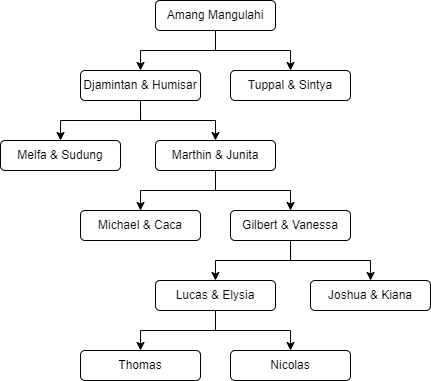 Amang Mangulahi
Djamintan & Humisar
Tuppal & Sintya
Melfa & Sudung
Marthin & Junita
Michael & Caca
Gilbert & Vanessa
Lucas & Elysia
Joshua & Kiana
Thomas
Nicolas